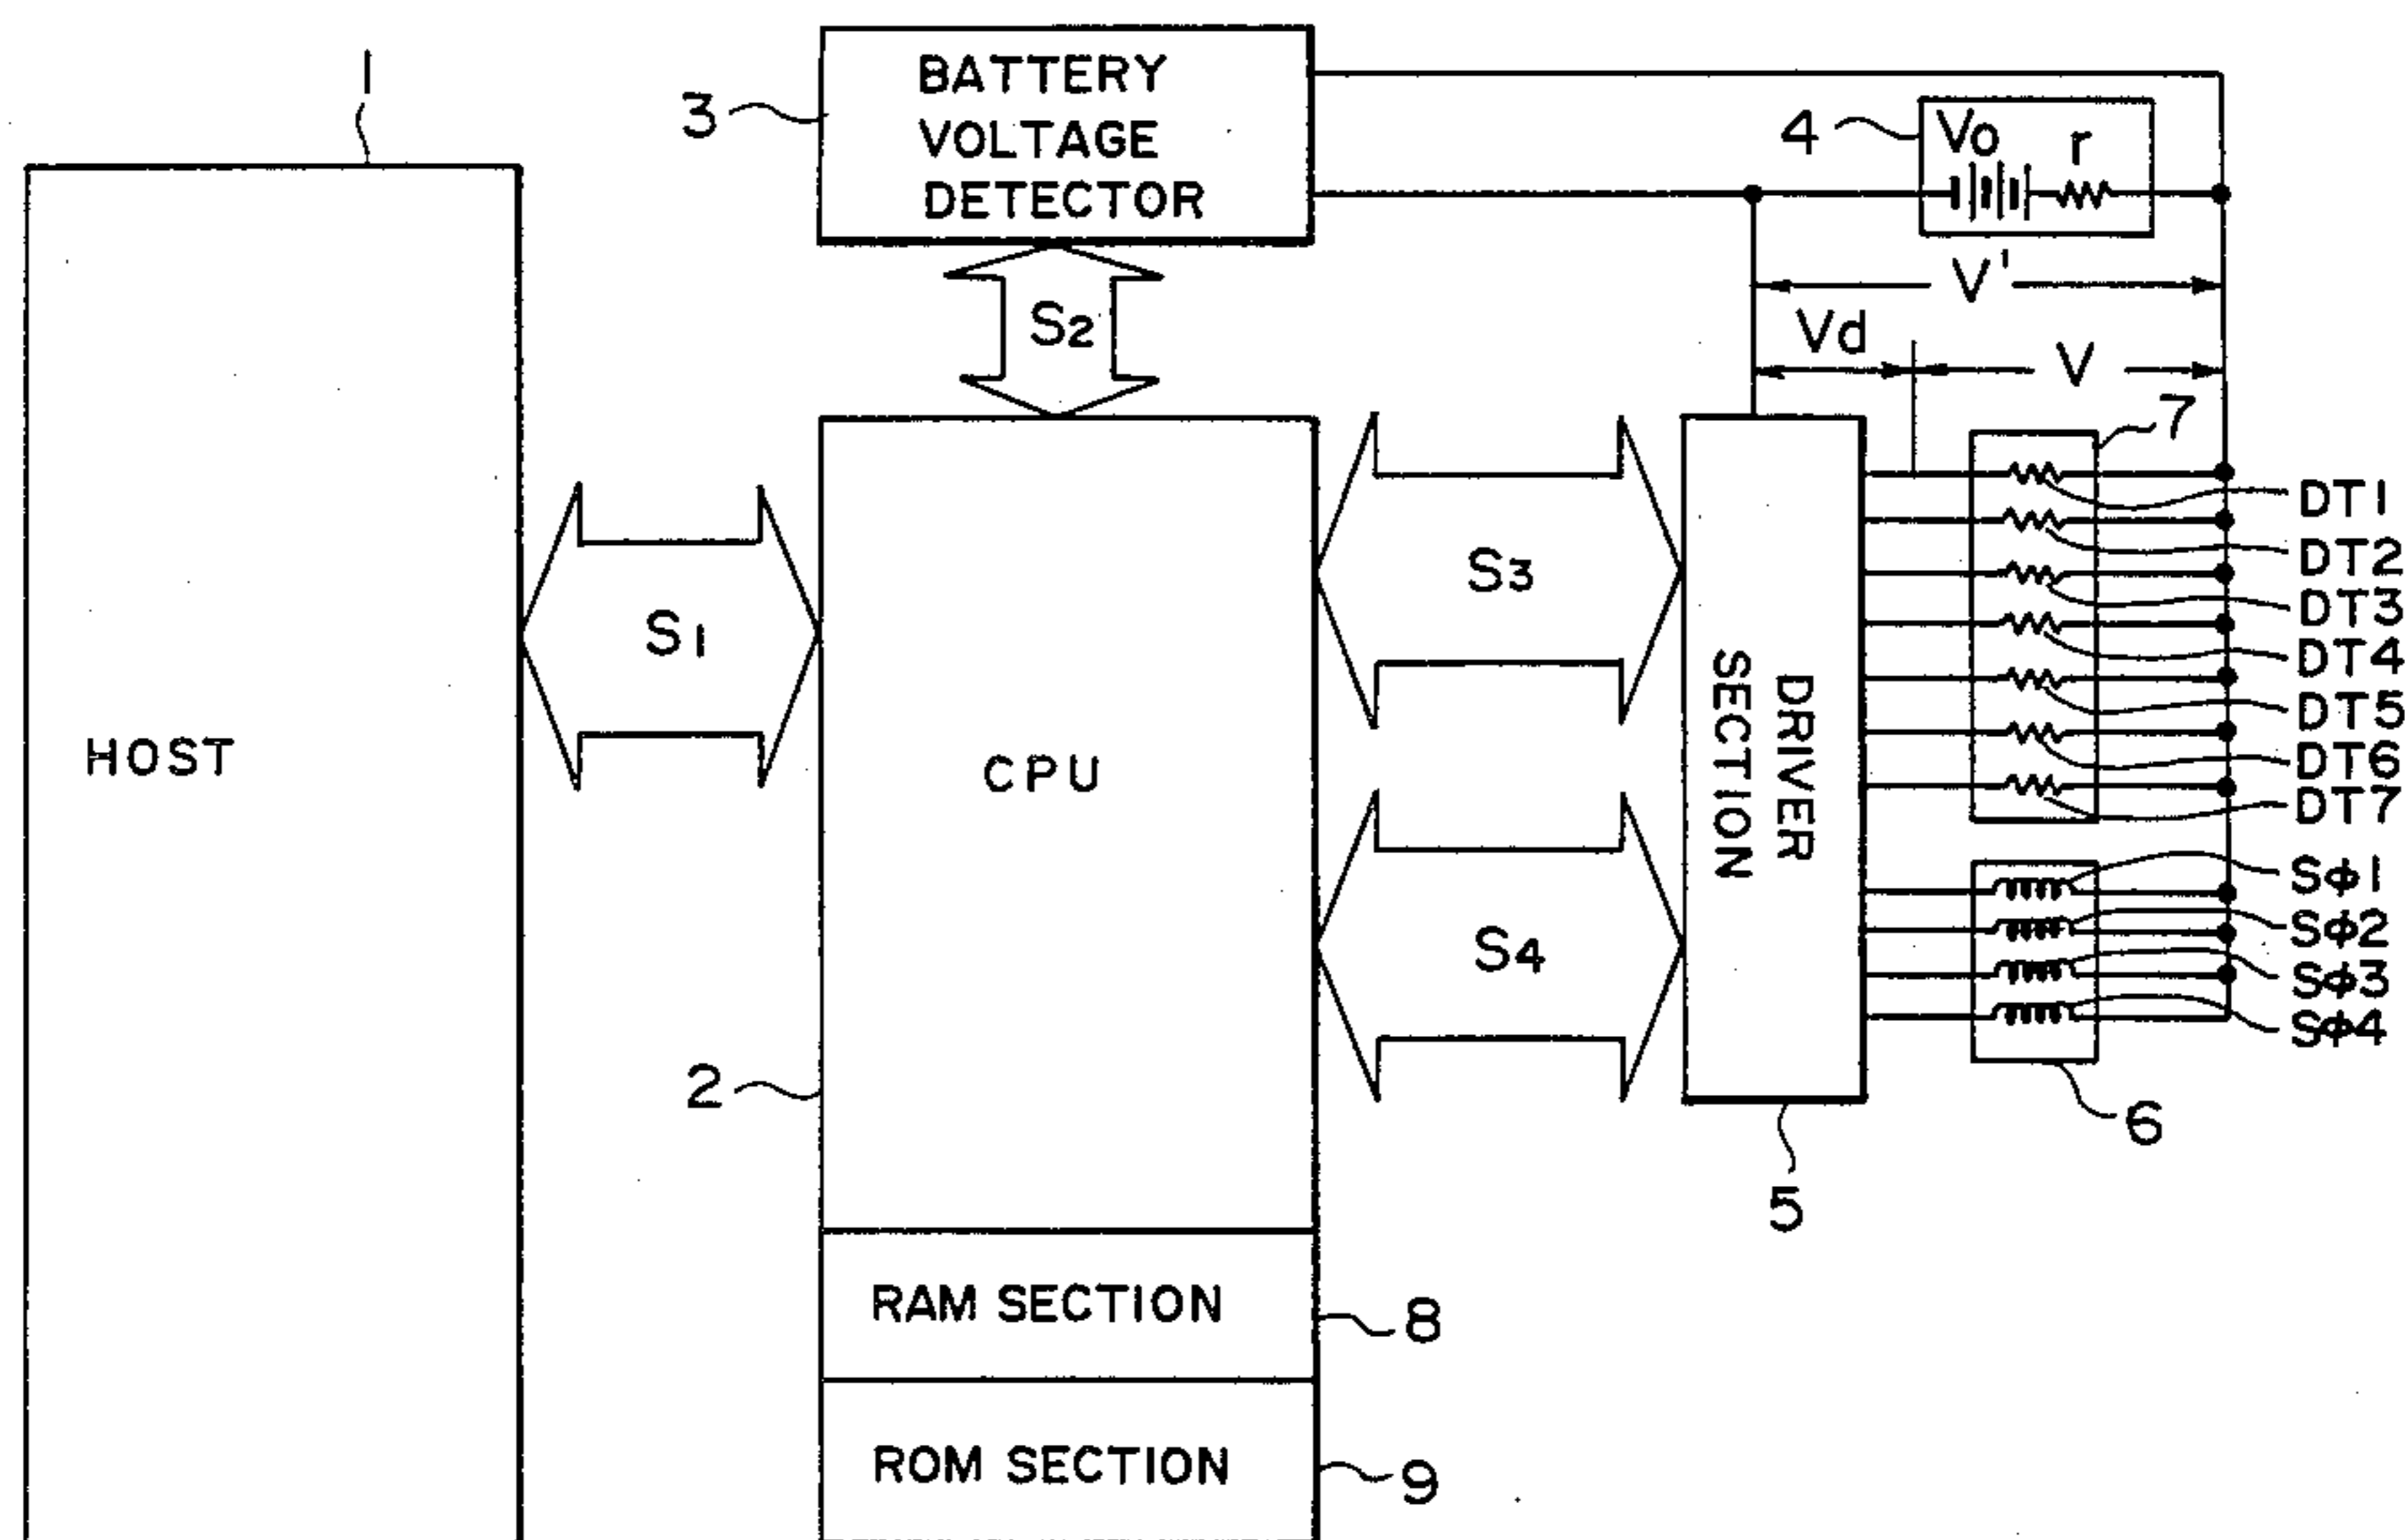 1
BATTERY
VOLTAGE
DETECTOR
3
4
Vo
r
V'
Vd
V
S2
7
DT1
DT2
DT3
DT4
DT5
DT6
DT7
HOST
S1
CPU
S3
S4
DRIVER
SECTION
Sφ1
Sφ2
Sφ3
Sφ4
2
6
5
RAM SECTION
8
ROM SECTION
9